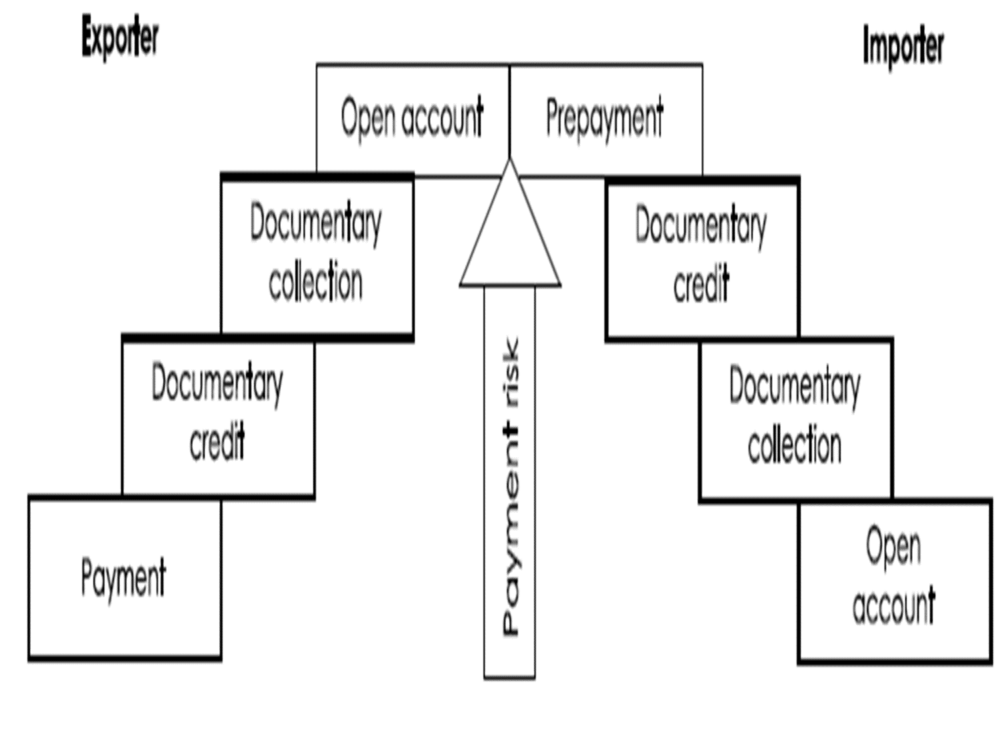 Exporter
Importer
Open account
Prepayment
Documentary
collection
Documentary
credit
Documentary
credit
Documentary
collection
Payment
Open
account
Payment risk